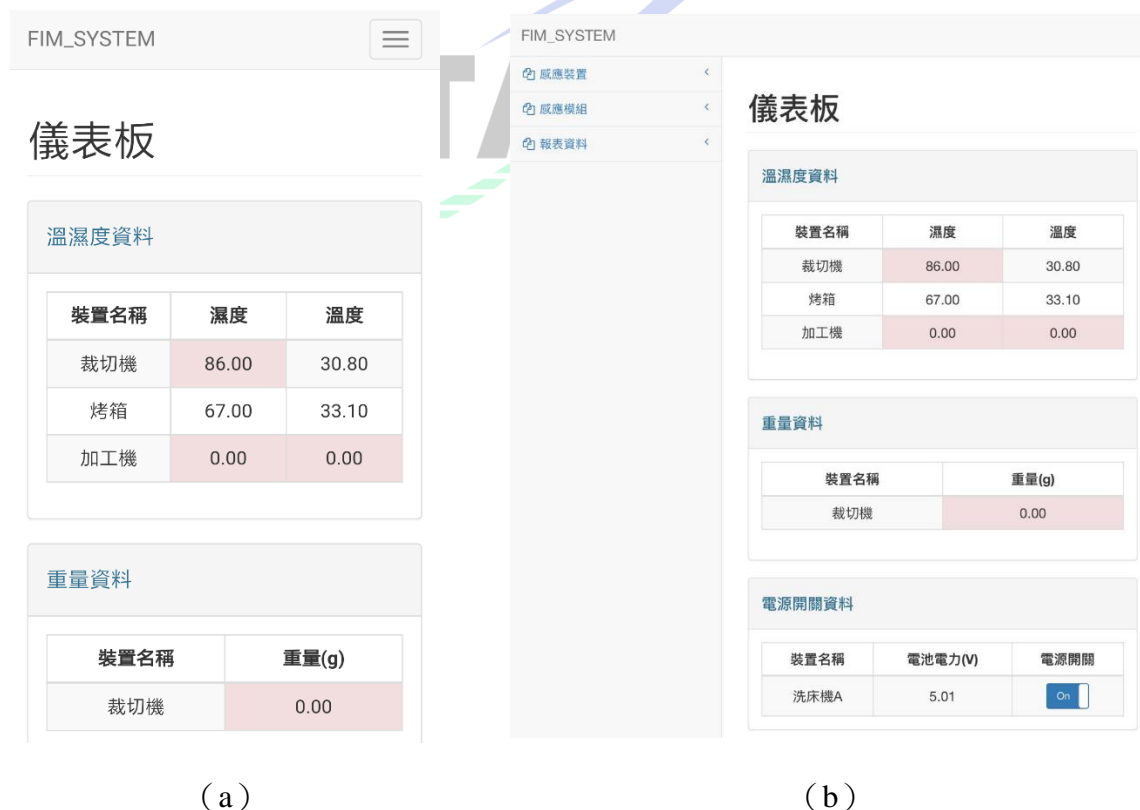 FIM_SYSTEM
儀表板
溫濕度資料
裝置名稱 濕度 溫度
裁切機 86.00 30.80
烤箱 67.00 33.10
加工機 0.00 0.00
重量資料
裝置名稱 重量(g)
裁切機 0.00
(a)
FIM_SYSTEM
感應裝置
感應模組
報表資料
儀表板
溫濕度資料
裝置名稱 濕度 溫度
裁切機 86.00 30.80
烤箱 67.00 33.10
加工機 0.00 0.00
重量資料
裝置名稱 重量(g)
裁切機 0.00
電源開關資料
裝置名稱 電池電力(V) 電源開關
洗床機A 5.01 On
(b)